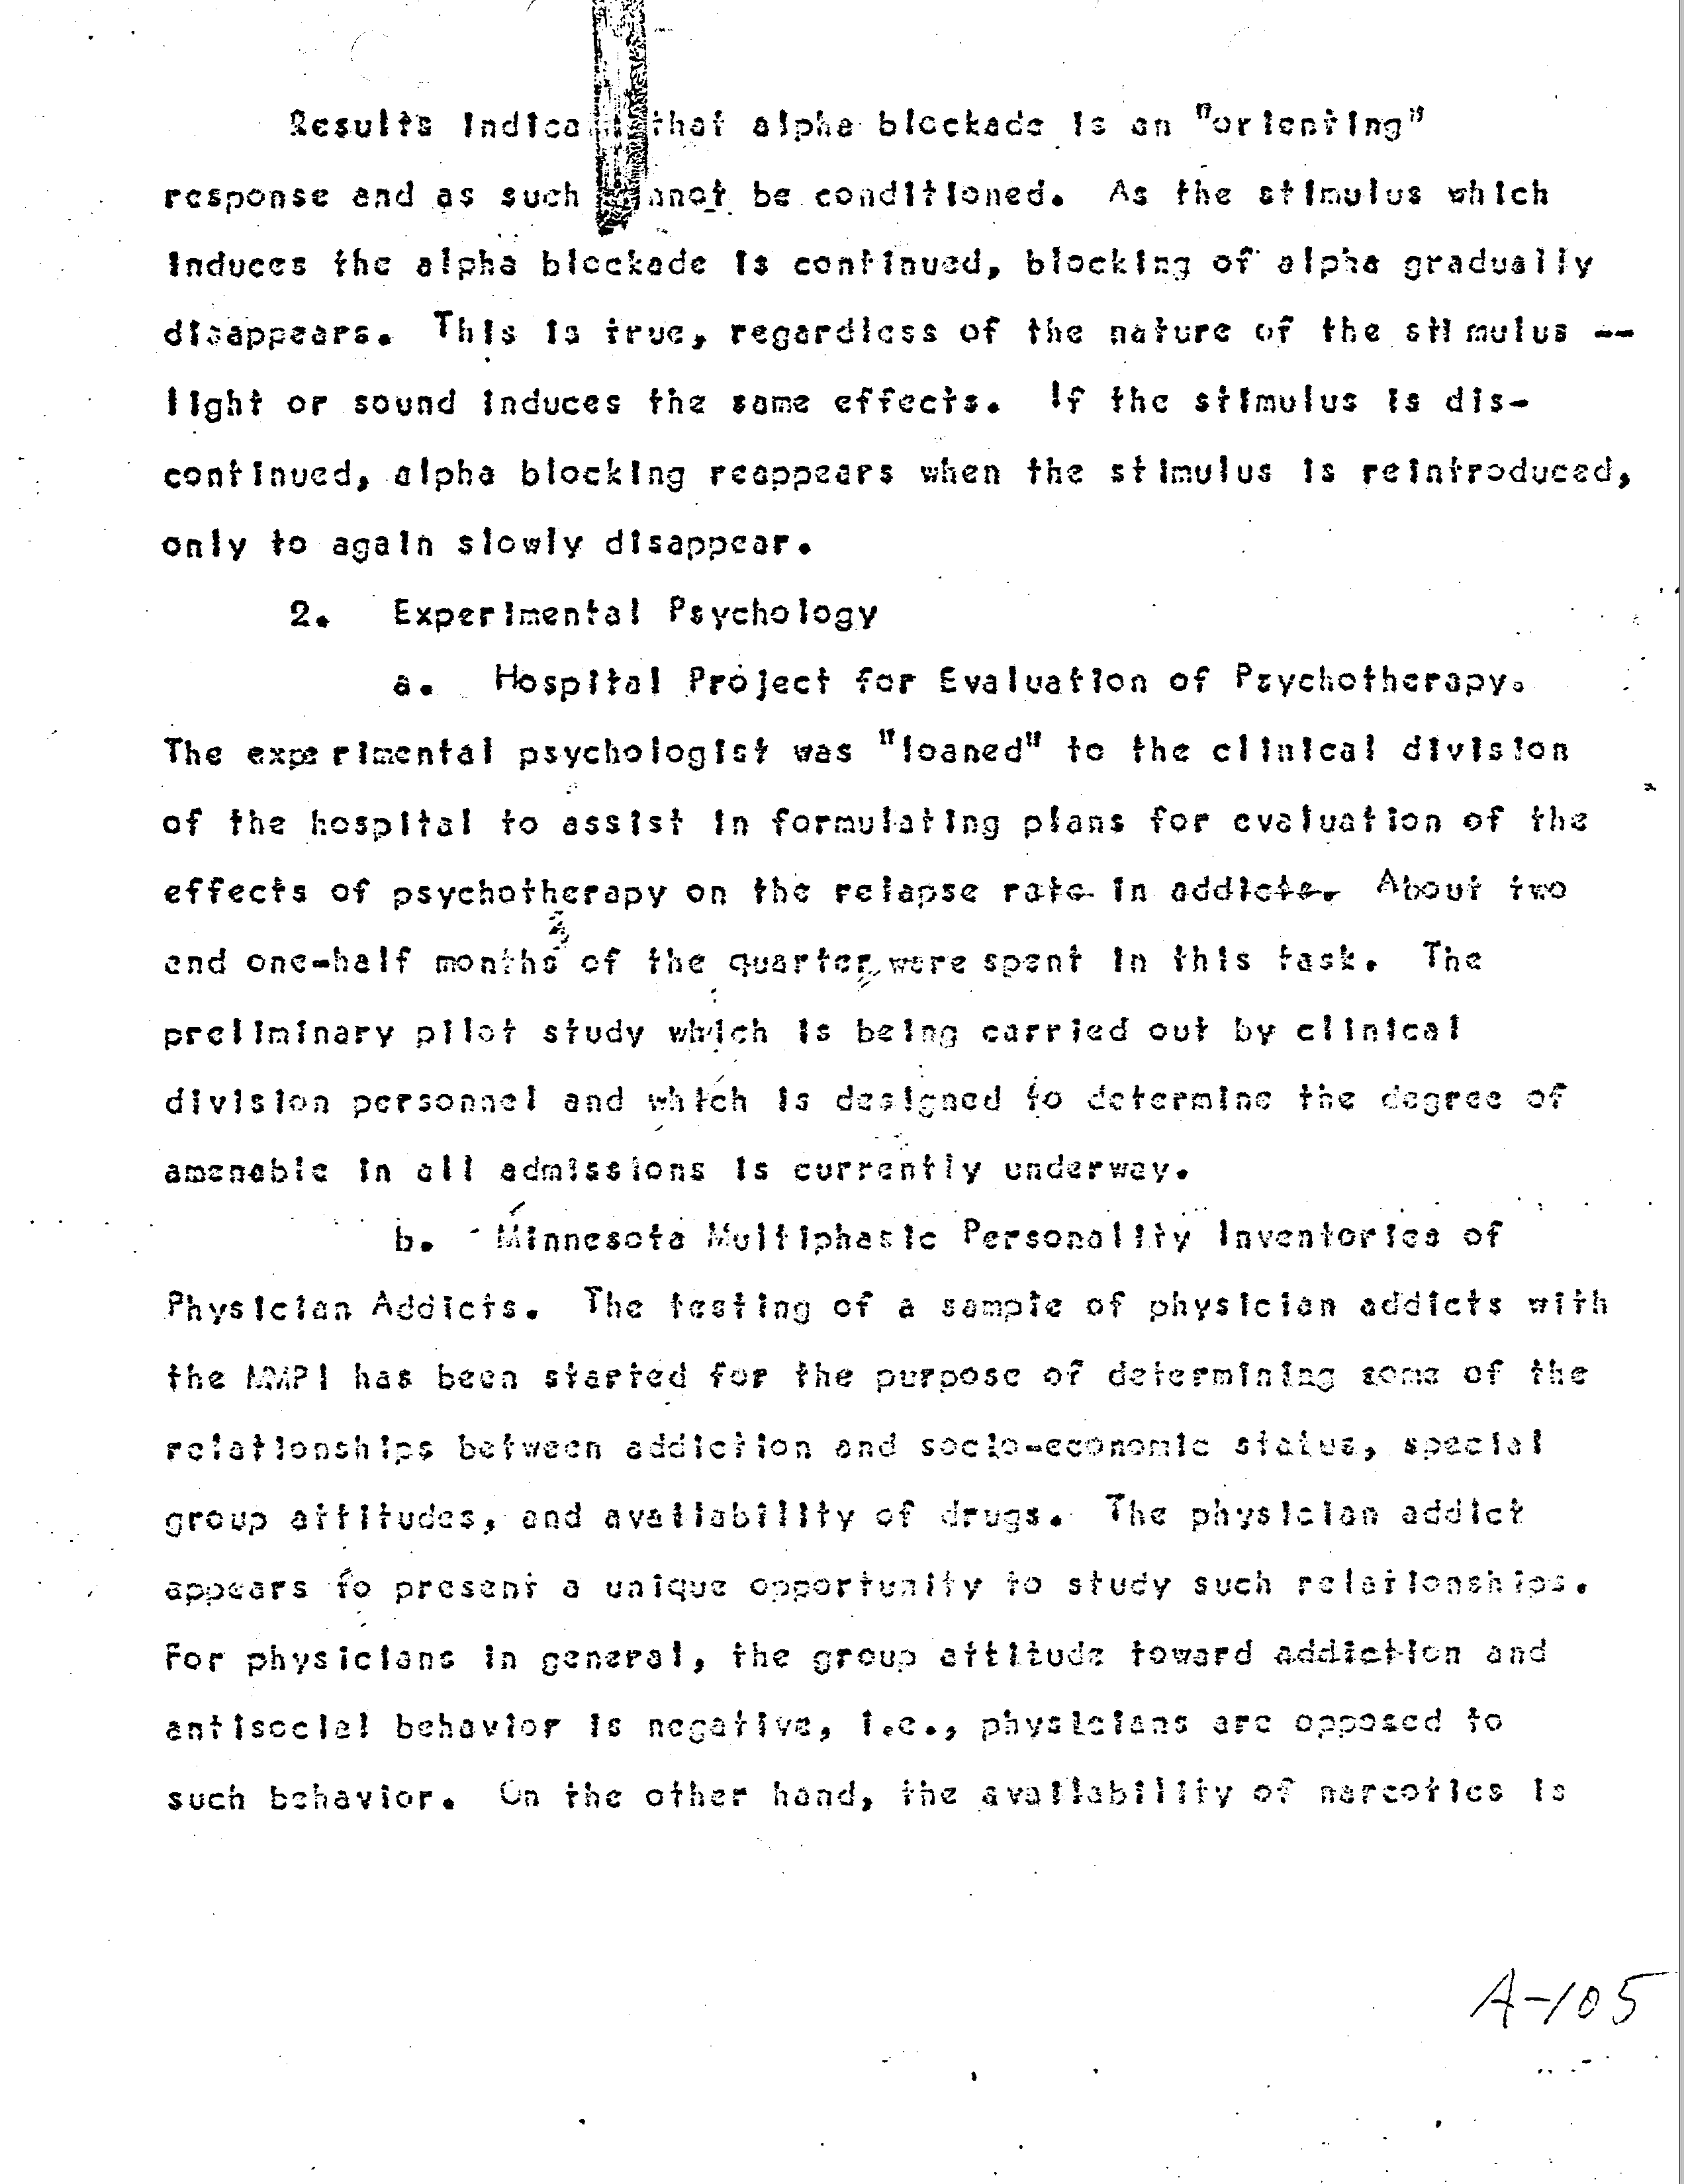 Results indica that alpha blockade is an "orienting"
response and as such nnot be conditioned. As the stimulus which
induces the alpha blockade is continued, blocking of alpha gradually
disappears. This is true, regardless of the nature of the stimulus --
light or sound induces the same effects. If the stimulus is dis-
continued, alpha blocking reappears when the stimulus is reintroduced,
only to again slowly disappear.
2. Experimental Psychology
a. Hospital Project for Evaluation of Psychotherapy.
The experimental psychologist was "loaned" to the clinical division
of the hospital to assist in formulating plans for evaluation of the
effects of psychotherapy on the relapse rate in addicts. About two
and one-half months of the quarter were spent in this task. The
preliminary pilot study which is being carried out by clinical
division personnel and which is designed to determine the degree of
amenable in all admissions is currently underway.
b. Minnesota Multiphasic Personality Inventories of
Physician Addicts. The testing of a sample of physician addicts with
the MMPI has been started for the purpose of determining some of the
relationships between addiction and socio-economic status, special
group attitudes, and availability of drugs. The physician addict
appears to present a unique opportunity to study such relationships.
For physicians in general, the group attitude toward addiction and
antisocial behavior is negative, i.e., physicians are opposed to
such behavior. On the other hand, the availability of narcotics is
A-105